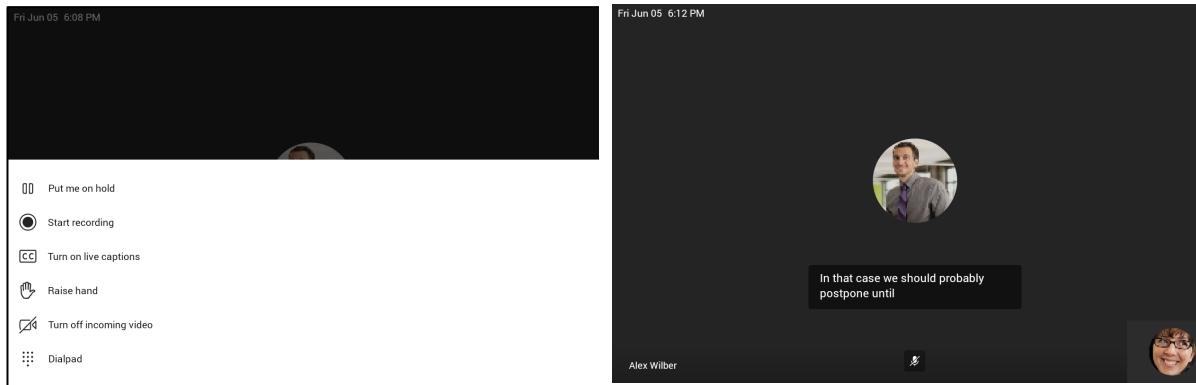 Fri Jun 05 6:08 PM
Put me on hold
Start recording
CC Turn on live captions
Raise hand
Turn off incoming video
Dialpad
Fri Jun 05 6:12 PM
In that case we should probably
postpone until
Alex Wilber